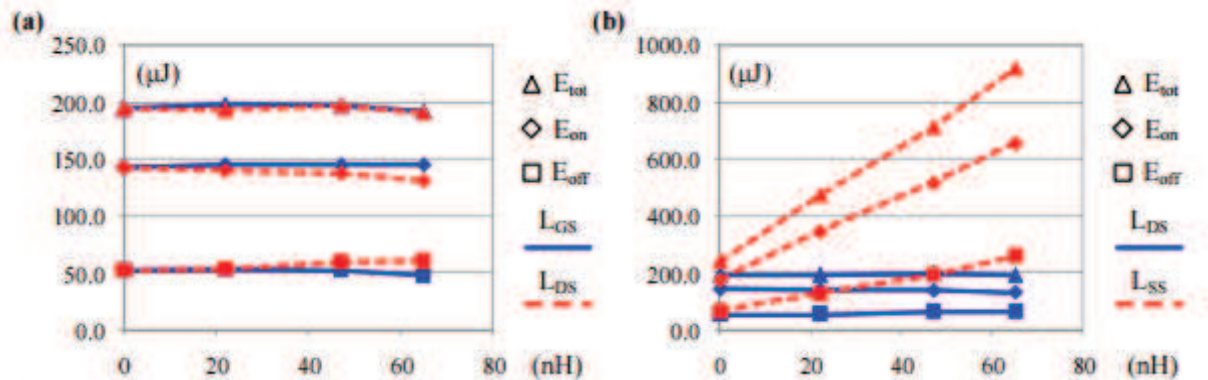 (a)
250.0
200.0
150.0
100.0
50.0
0.0
(μJ)
0 20 40 60 80 (nH)
E_tot
E_on
E_off
L_GS
L_DS
(b)
1000.0
800.0
600.0
400.0
200.0
0.0
(μJ)
0 20 40 60 80 (nH)
E_tot
E_on
E_off
L_DS
L_SS